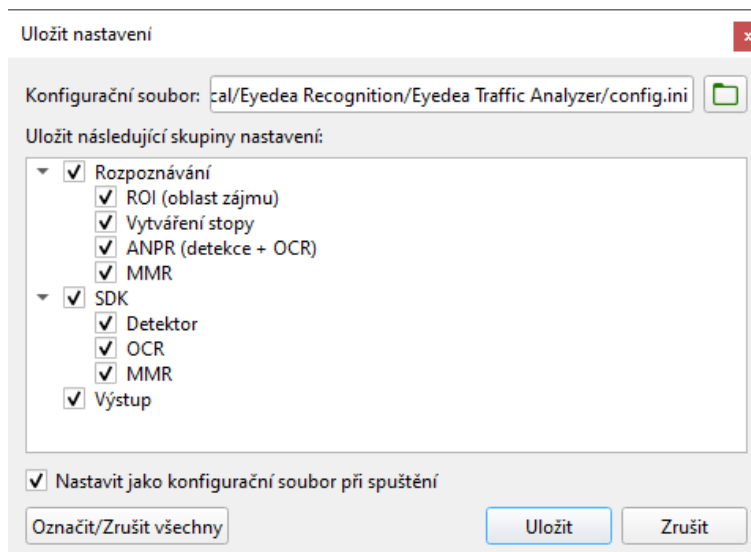 Uložit nastavení
x
Konfigurační soubor: cal/Eyedea Recognition/Eyedea Traffic Analyzer/config.ini
Uložit následující skupiny nastavení:
Rozpoznávání
ROI (oblast zájmu)
Vytváření stopy
ANPR (detekce + OCR)
MMR
SDK
Detektor
OCR
MMR
Výstup
Nastavit jako konfigurační soubor při spuštění
Označit/Zrušit všechny Uložit Zrušit